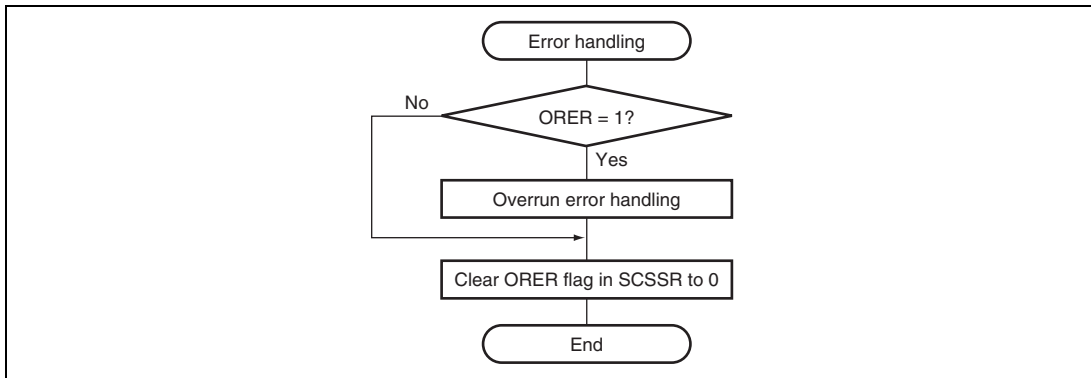 Error handling
ORER = 1?
No
Yes
Overrun error handling
Clear ORER flag in SCSSR to 0
End